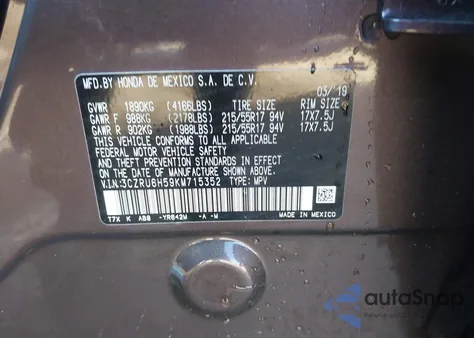 MFD.BY HONDA DE MEXICO S.A. DE C.V.
03/19
GVWR 1890KG (4166LBS) TIRE SIZE RIM SIZE
GAWR F 988KG (2178LBS) 215/55R17 94V 17X7.5J
GAWR R 902KG (1988LBS) 215/55R17 94V 17X7.5J
THIS VEHICLE CONFORMS TO ALL APPLICABLE
FEDERAL MOTOR VEHICLE SAFETY, BUMPER,
AND THEFT PREVENTION STANDARDS IN EFFECT
ON THE DATE OF MANUFACTURE SHOWN ABOVE.
V.I.N:3CZRU6H59KM715352 TYPE: MPV
T7X K AB8 -YR642M -A -M MADE IN MEXICO
autoSnap